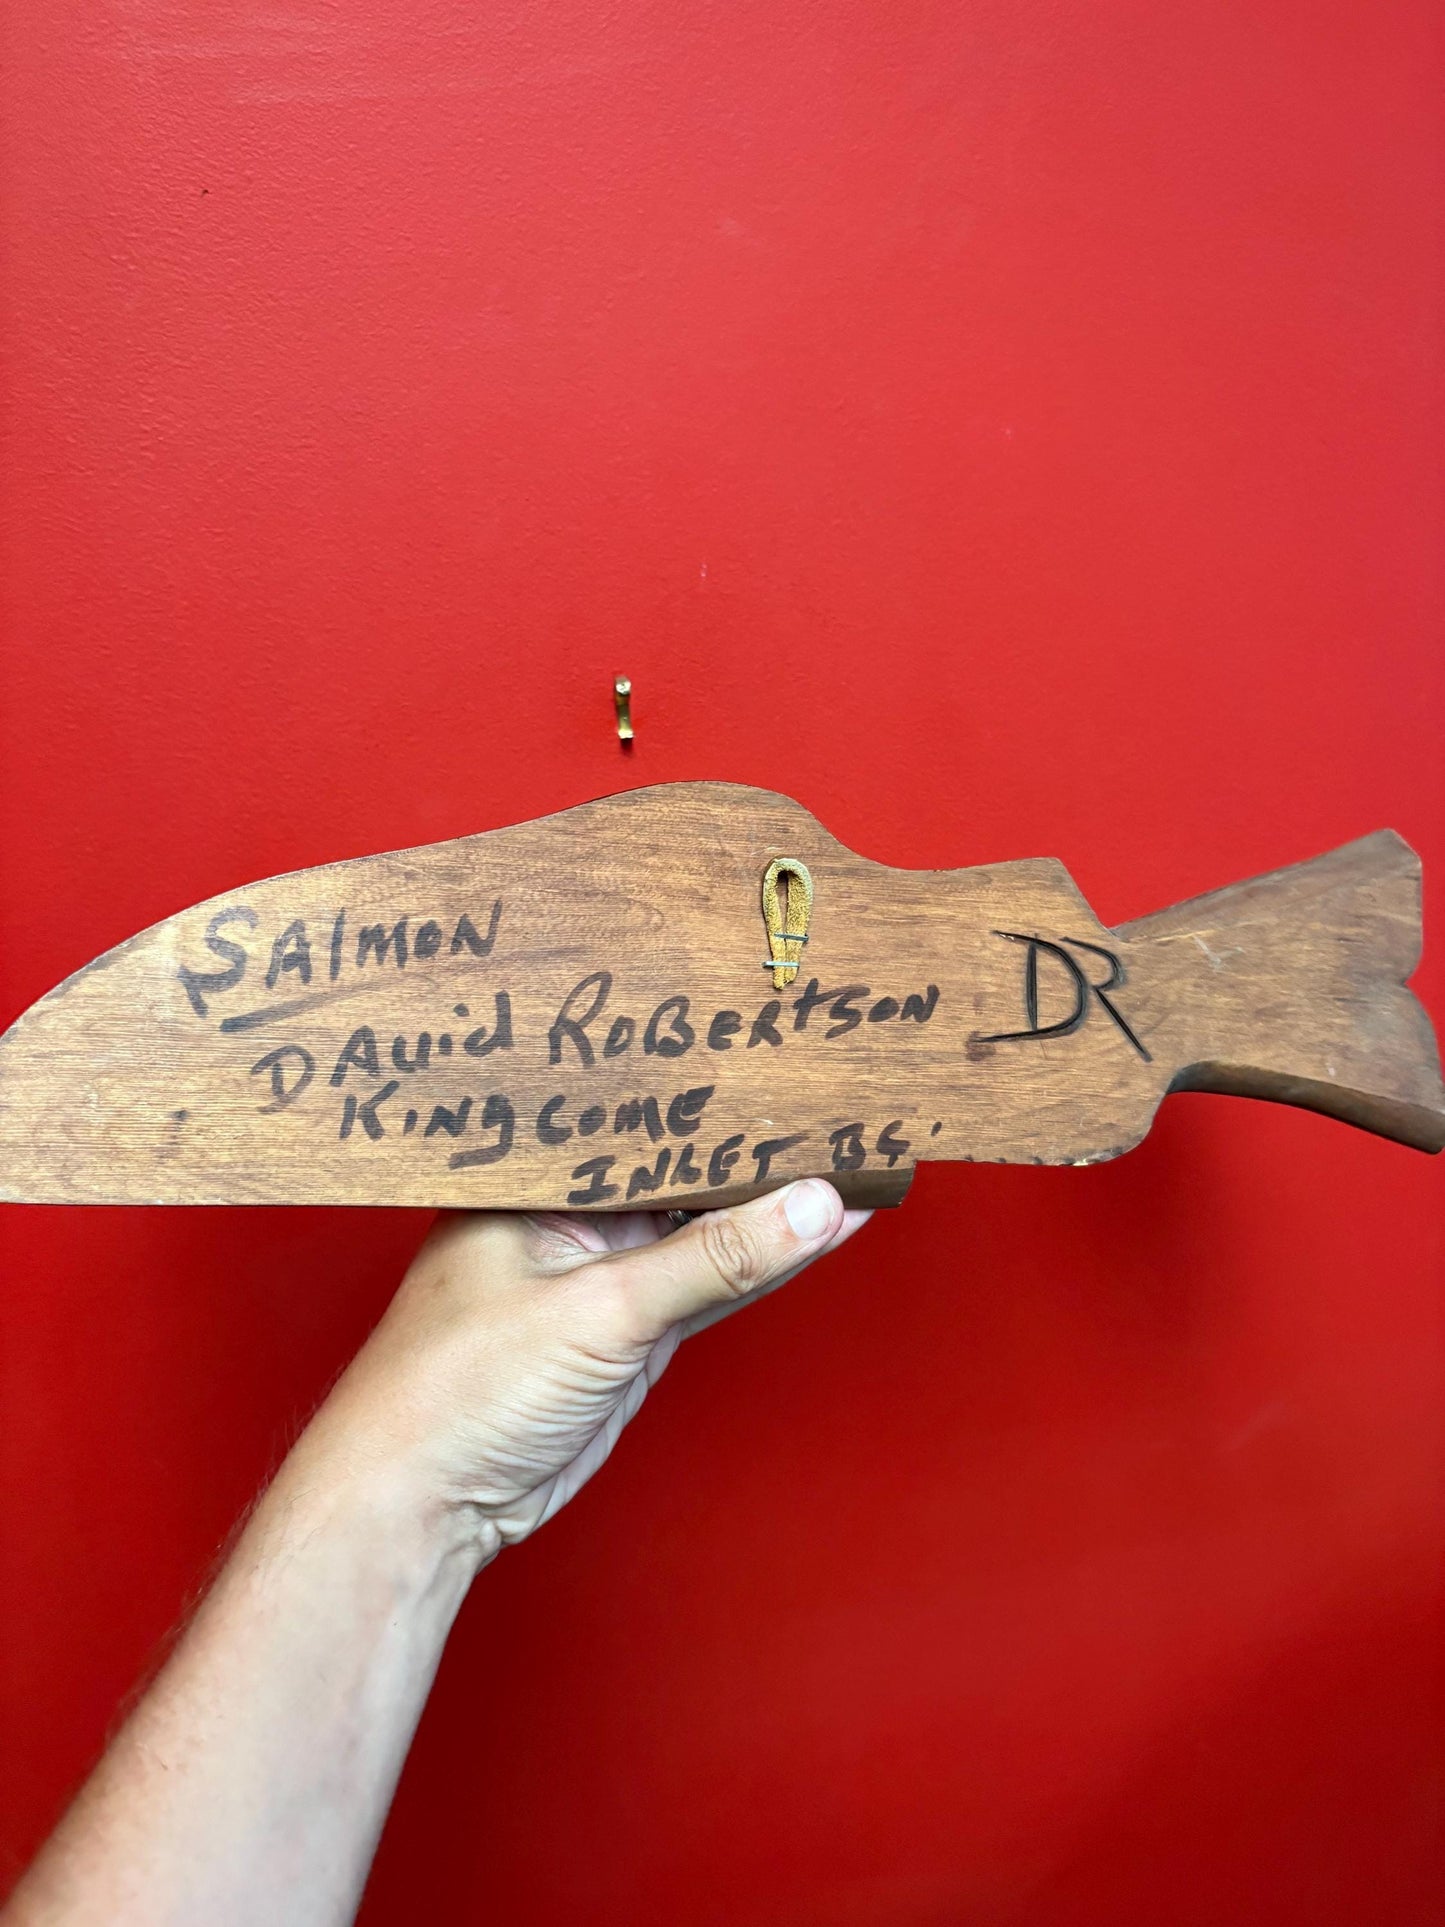 SAlmON
DAvid RoBERtSON
KiNgcomE
INLET BC.
DR